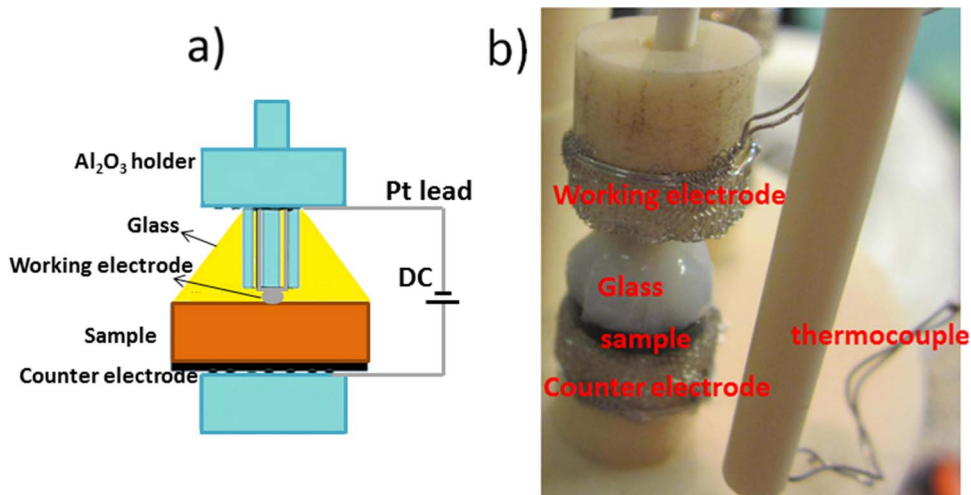 a)
Al₂O₃ holder
Pt lead
Glass
Working electrode
DC
Sample
Counter electrode
b)
Working electrode
Glass
sample
thermocouple
Counter electrode